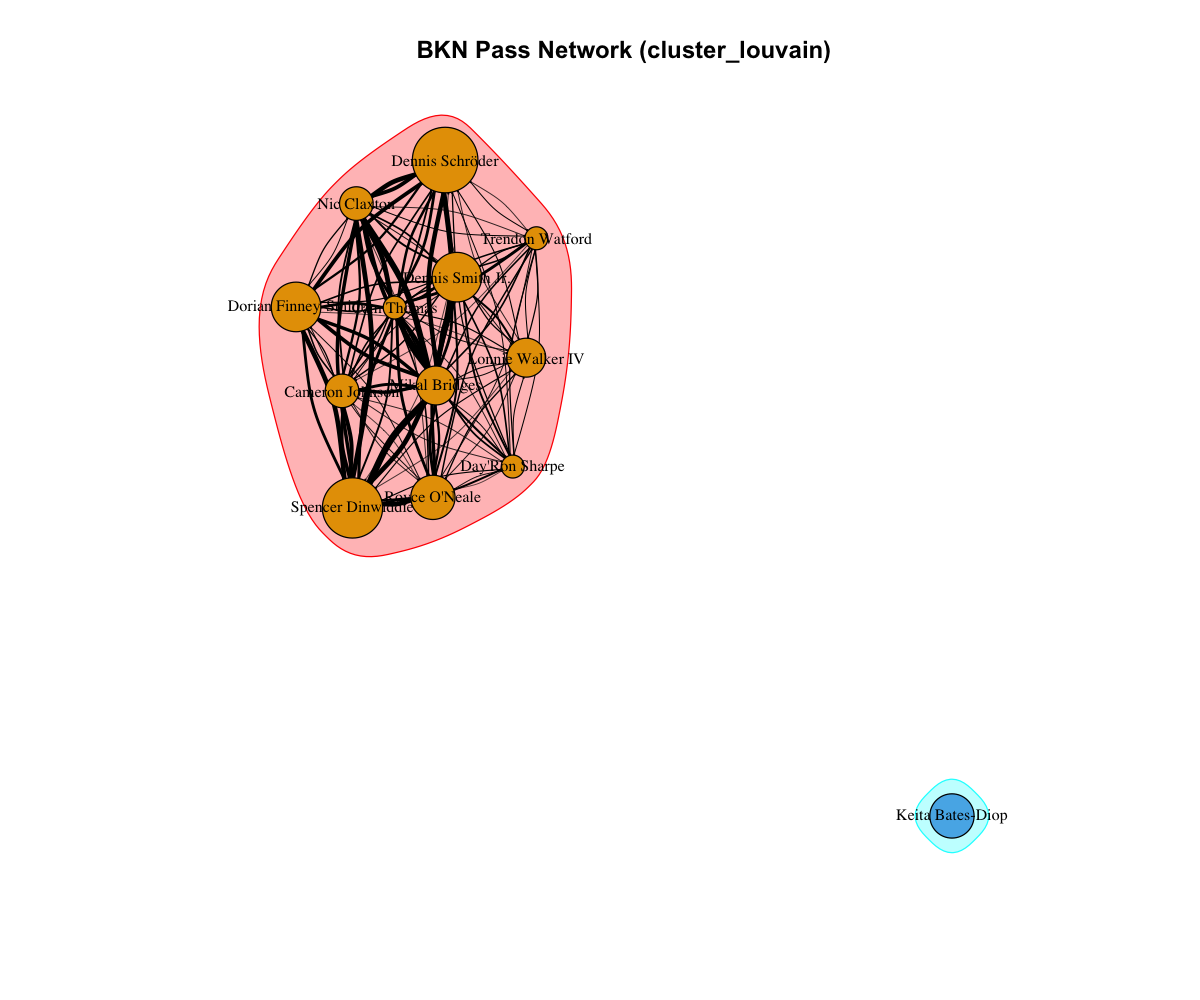 BKN Pass Network (cluster_louvain)
Dennis Schröder
Nic Claxton
Trendon Watford
Dennis Smith Jr.
Dorian Finney-Smith
Thomas
Lonnie Walker IV
Mikal Bridges
Cameron Johnson
Day'Ron Sharpe
Royce O'Neale
Spencer Dinwiddie
Keita Bates-Diop